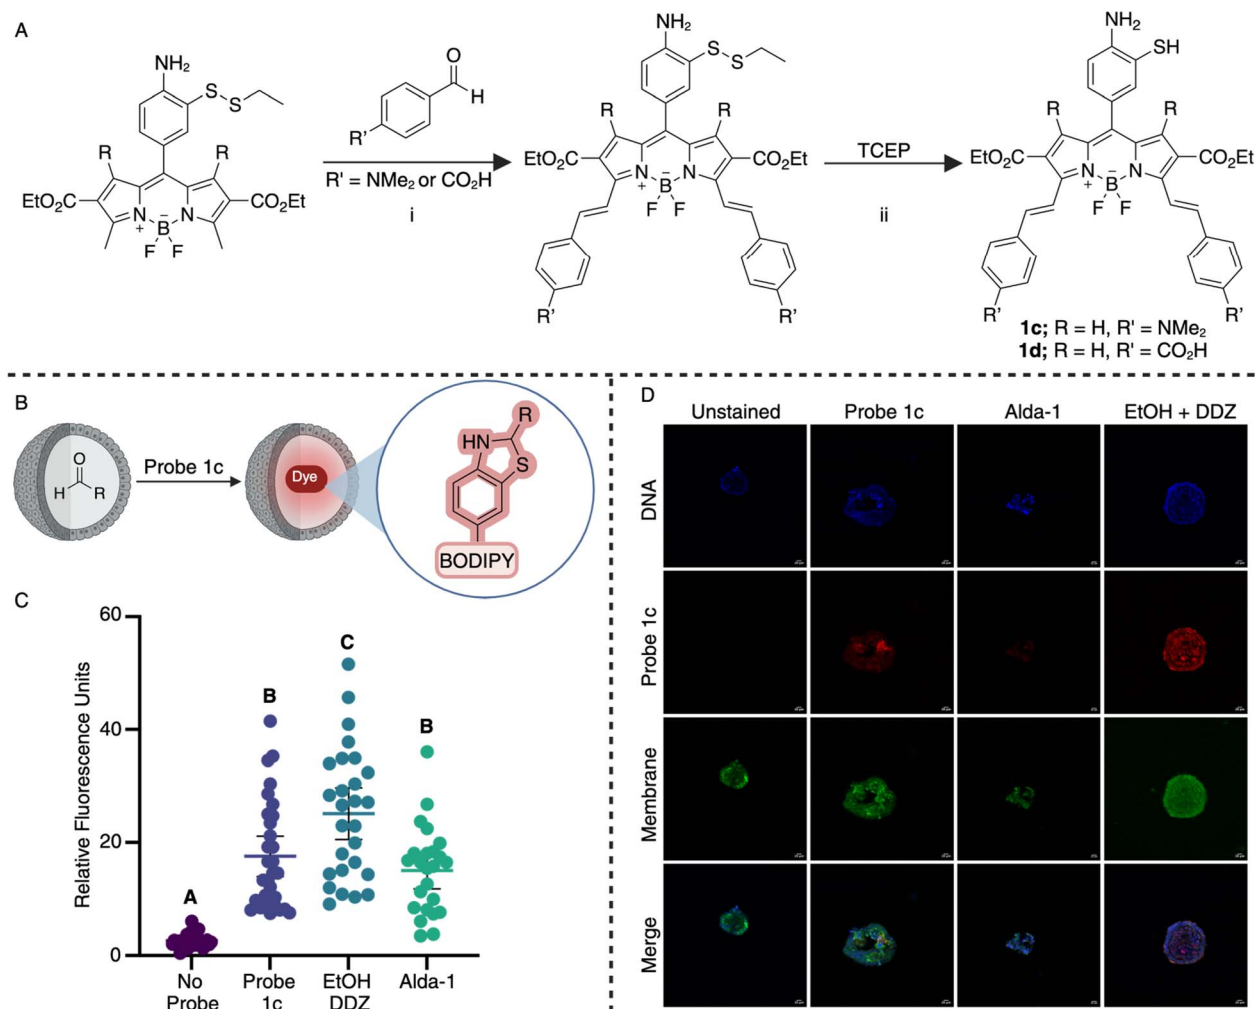 A
NH₂
S
S
R
R
EtO₂C
CO₂Et
N
N
+
B
−
F
F
O
H
R'
R' = NMe₂ or CO₂H
i
NH₂
S
S
R
R
EtO₂C
CO₂Et
N
N
+
B
−
F
F
R'
R'
TCEP
ii
NH₂
SH
R
R
EtO₂C
CO₂Et
N
N
+
B
−
F
F
R'
R'
1c; R = H, R' = NMe₂
1d; R = H, R' = CO₂H
B
O
H
R
Probe 1c
Dye
R
HN
S
BODIPY
C
Relative Fluorescence Units
60
40
20
0
A
B
C
B
No
Probe
Probe
1c
EtOH
DDZ
Alda-1
D
Unstained
Probe 1c
Alda-1
EtOH + DDZ
DNA
Probe 1c
Membrane
Merge